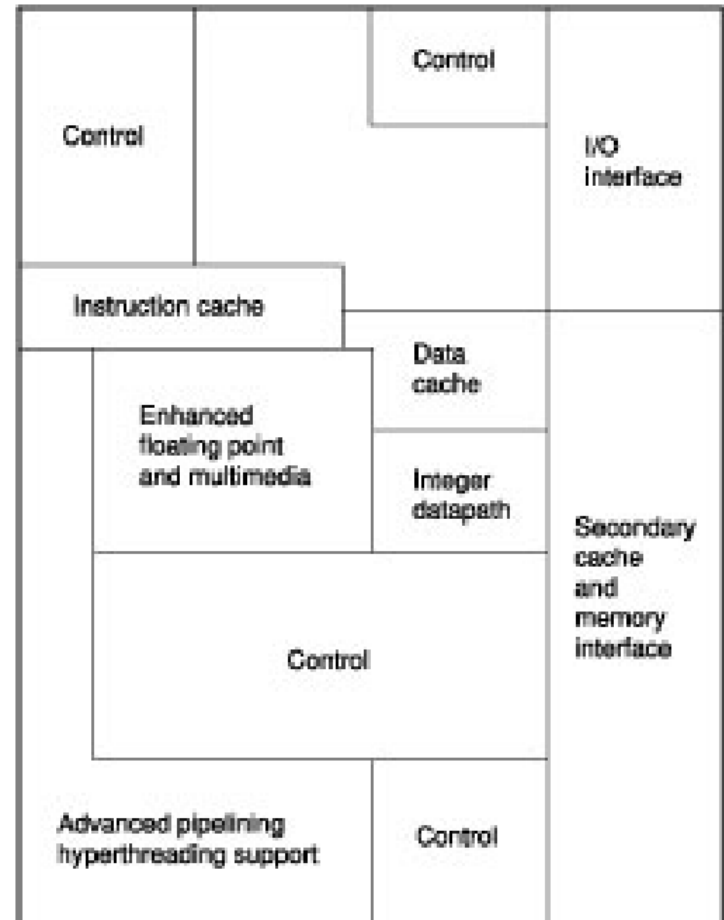 Control
Control
I/O
interface
Instruction cache
Data
cache
Enhanced
floating point
and multimedia
Integer
datapath
Secondary
cache
and
memory
interface
Control
Advanced pipelining
hyperthreading support
Control